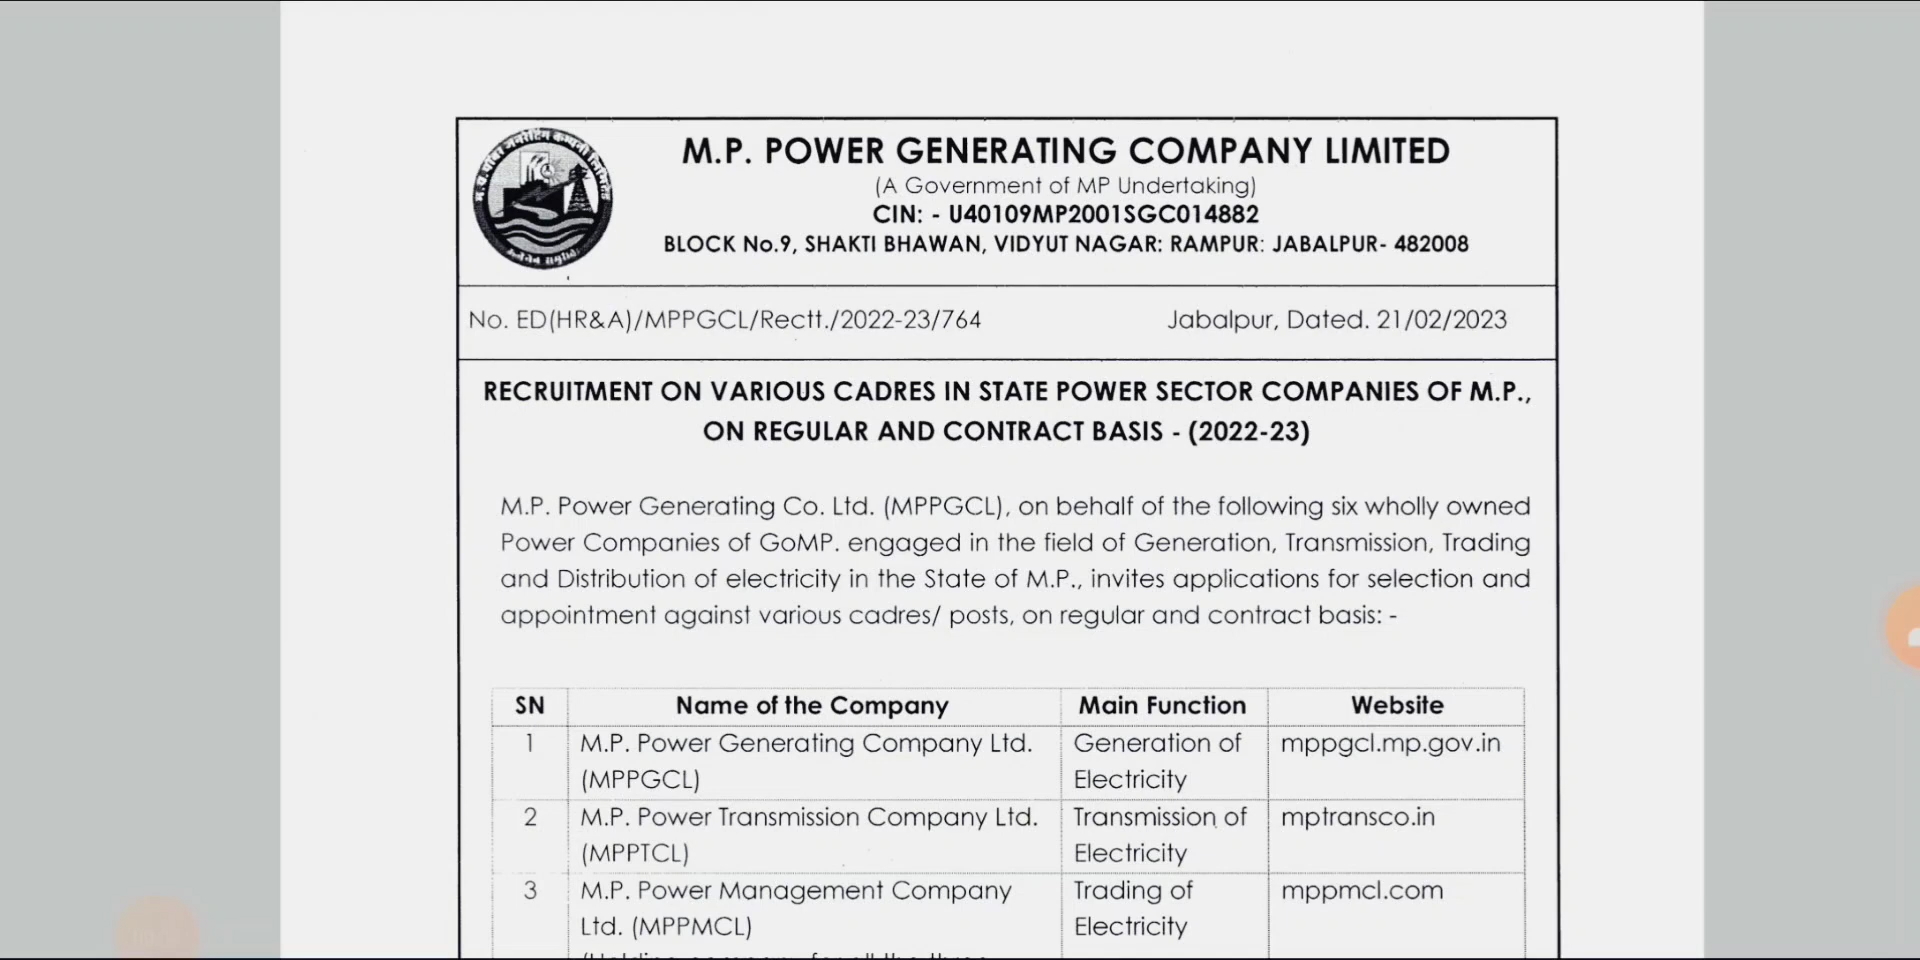 M.P. POWER GENERATING COMPANY LIMITED
(A Government of MP Undertaking)
CIN: - U40109MP2001SGC014882
BLOCK No.9, SHAKTI BHAWAN, VIDYUT NAGAR: RAMPUR: JABALPUR- 482008
No. ED(HR&A)/MPPGCL/Rectt./2022-23/764 Jabalpur, Dated. 21/02/2023
RECRUITMENT ON VARIOUS CADRES IN STATE POWER SECTOR COMPANIES OF M.P.,
ON REGULAR AND CONTRACT BASIS - (2022-23)
M.P. Power Generating Co. Ltd. (MPPGCL), on behalf of the following six wholly owned
Power Companies of GoMP. engaged in the field of Generation, Transmission, Trading
and Distribution of electricity in the State of M.P., invites applications for selection and
appointment against various cadres/ posts, on regular and contract basis: -
SN Name of the Company Main Function Website
1 M.P. Power Generating Company Ltd. Generation of mppgcl.mp.gov.in
(MPPGCL) Electricity
2 M.P. Power Transmission Company Ltd. Transmission of mptransco.in
(MPPTCL) Electricity
3 M.P. Power Management Company Trading of mppmcl.com
Ltd. (MPPMCL) Electricity